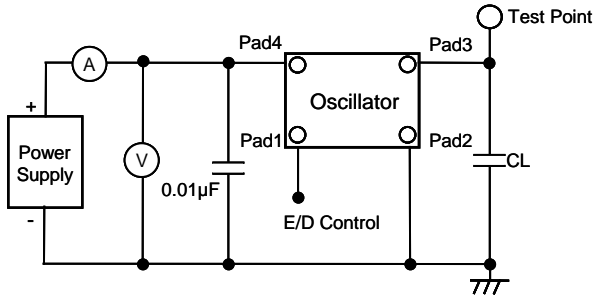 Test Point
Pad4
Pad3
A
Oscillator
+
Pad1
Pad2
Power
Supply
V
CL
0.01µF
-
E/D Control